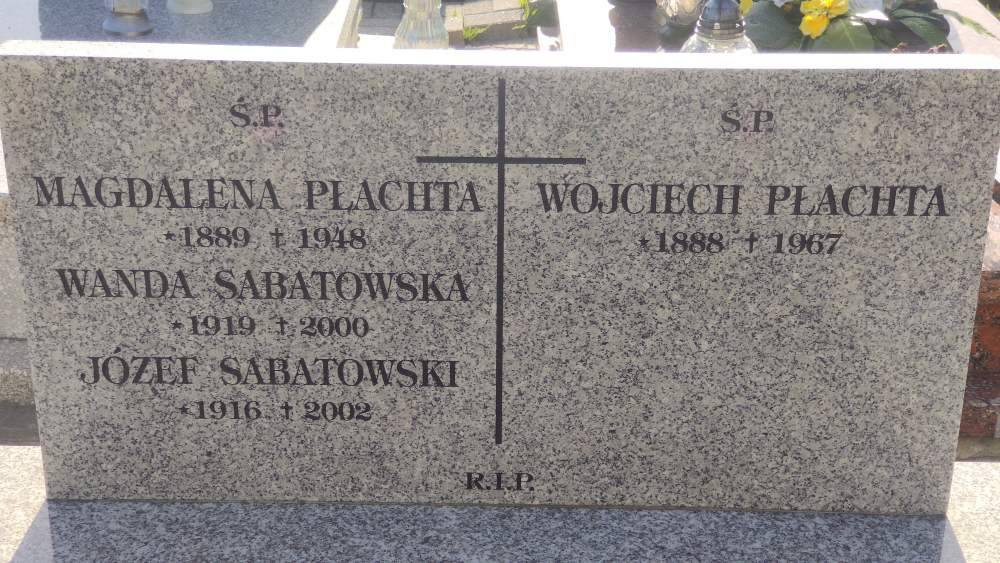 Ś.P.
MAGDALENA PŁACHTA
*1889 †1948
WANDA SABATOWSKA
*1919 †2000
JÓZEF SABATOWSKI
*1916 †2002
Ś.P.
WOJCIECH PŁACHTA
*1888 †1967
R.I.P.